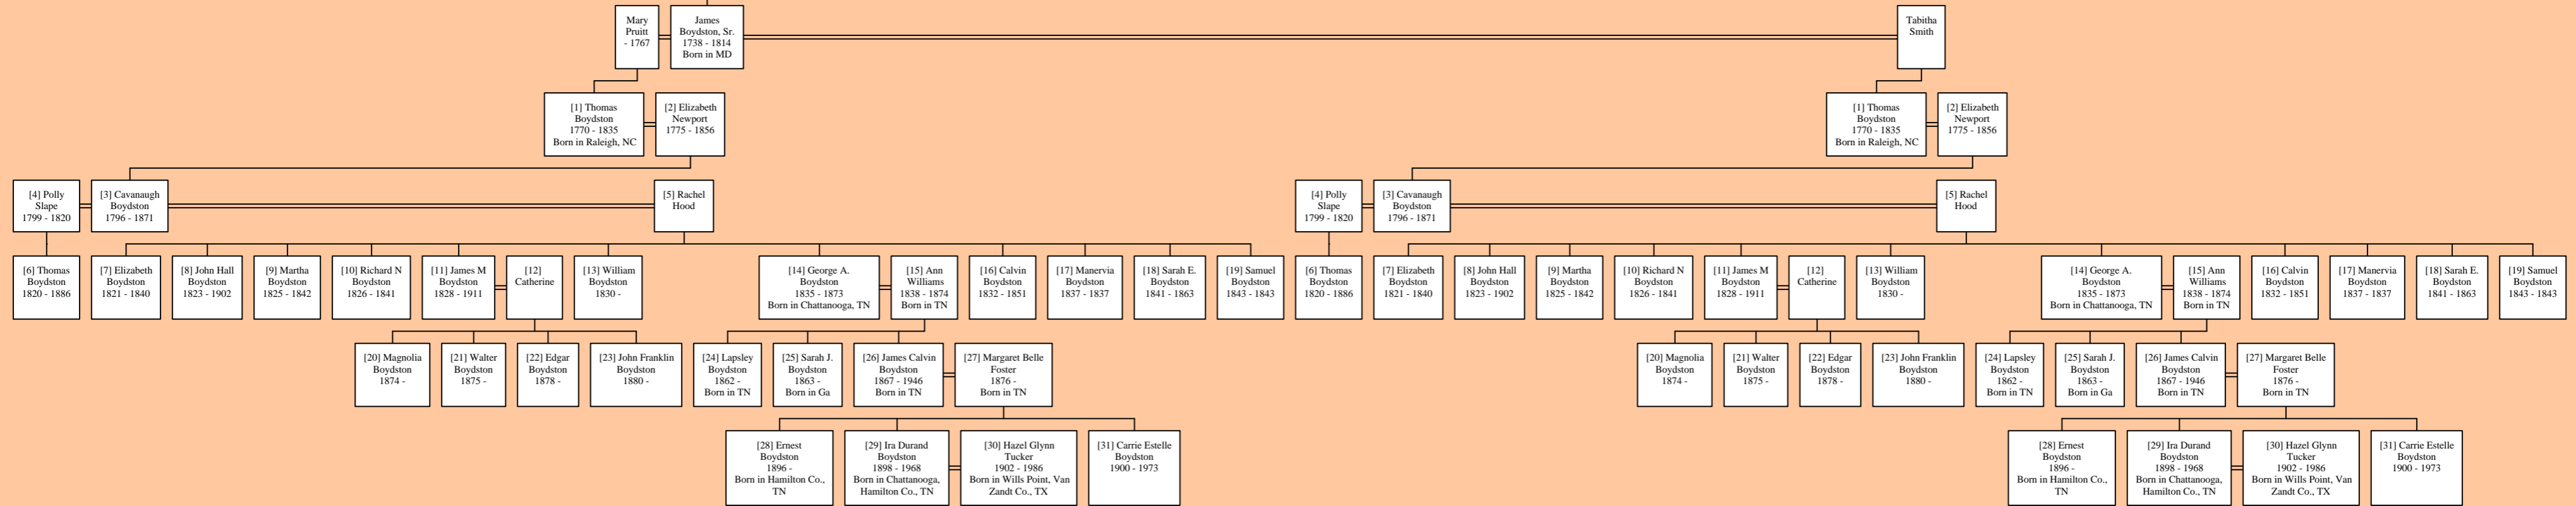 Mary
Pruitt
- 1767
James
Boydston, Sr.
1738 - 1814
Born in MD
Tabitha
Smith
[1] Thomas
Boydston
1770 - 1835
Born in Raleigh, NC
[2] Elizabeth
Newport
1775 - 1856
[1] Thomas
Boydston
1770 - 1835
Born in Raleigh, NC
[2] Elizabeth
Newport
1775 - 1856
[4] Polly
Slape
1799 - 1820
[3] Cavanaugh
Boydston
1796 - 1871
[5] Rachel
Hood
[4] Polly
Slape
1799 - 1820
[3] Cavanaugh
Boydston
1796 - 1871
[5] Rachel
Hood
[6] Thomas
Boydston
1820 - 1886
[7] Elizabeth
Boydston
1821 - 1840
[8] John Hall
Boydston
1823 - 1902
[9] Martha
Boydston
1825 - 1842
[10] Richard N
Boydston
1826 - 1841
[11] James M
Boydston
1828 - 1911
[12]
Catherine
[13] William
Boydston
1830 -
[14] George A.
Boydston
1835 - 1873
Born in Chattanooga, TN
[15] Ann
Williams
1838 - 1874
Born in TN
[16] Calvin
Boydston
1832 - 1851
[17] Manervia
Boydston
1837 - 1837
[18] Sarah E.
Boydston
1841 - 1863
[19] Samuel
Boydston
1843 - 1843
[6] Thomas
Boydston
1820 - 1886
[7] Elizabeth
Boydston
1821 - 1840
[8] John Hall
Boydston
1823 - 1902
[9] Martha
Boydston
1825 - 1842
[10] Richard N
Boydston
1826 - 1841
[11] James M
Boydston
1828 - 1911
[12]
Catherine
[13] William
Boydston
1830 -
[14] George A.
Boydston
1835 - 1873
Born in Chattanooga, TN
[15] Ann
Williams
1838 - 1874
Born in TN
[16] Calvin
Boydston
1832 - 1851
[17] Manervia
Boydston
1837 - 1837
[18] Sarah E.
Boydston
1841 - 1863
[19] Samuel
Boydston
1843 - 1843
[20] Magnolia
Boydston
1874 -
[21] Walter
Boydston
1875 -
[22] Edgar
Boydston
1878 -
[23] John Franklin
Boydston
1880 -
[24] Lapsley
Boydston
1862 -
Born in TN
[25] Sarah J.
Boydston
1863 -
Born in Ga
[26] James Calvin
Boydston
1867 - 1946
Born in TN
[27] Margaret Belle
Foster
1876 -
Born in TN
[20] Magnolia
Boydston
1874 -
[21] Walter
Boydston
1875 -
[22] Edgar
Boydston
1878 -
[23] John Franklin
Boydston
1880 -
[24] Lapsley
Boydston
1862 -
Born in TN
[25] Sarah J.
Boydston
1863 -
Born in Ga
[26] James Calvin
Boydston
1867 - 1946
Born in TN
[27] Margaret Belle
Foster
1876 -
Born in TN
[28] Ernest
Boydston
1896 -
Born in Hamilton Co.,
TN
[29] Ira Durand
Boydston
1898 - 1968
Born in Chattanooga,
Hamilton Co., TN
[30] Hazel Glynn
Tucker
1902 - 1986
Born in Wills Point, Van
Zandt Co., TX
[31] Carrie Estelle
Boydston
1900 - 1973
[28] Ernest
Boydston
1896 -
Born in Hamilton Co.,
TN
[29] Ira Durand
Boydston
1898 - 1968
Born in Chattanooga,
Hamilton Co., TN
[30] Hazel Glynn
Tucker
1902 - 1986
Born in Wills Point, Van
Zandt Co., TX
[31] Carrie Estelle
Boydston
1900 - 1973